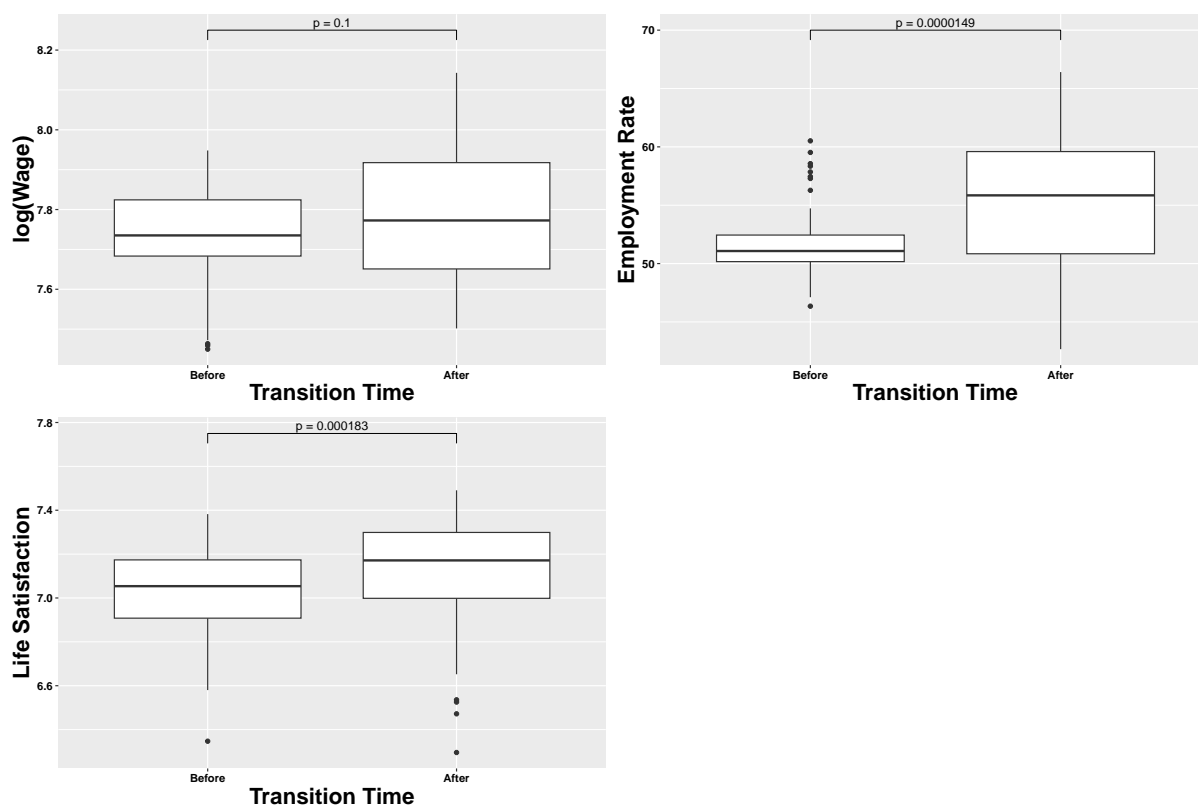 p = 0.1
8.2
8.0
7.8
7.6
log(Wage)
Before
After
Transition Time
p = 0.0000149
70
60
50
Employment Rate
Before
After
Transition Time
p = 0.000183
7.8
7.4
7.0
6.6
Life Satisfaction
Before
After
Transition Time